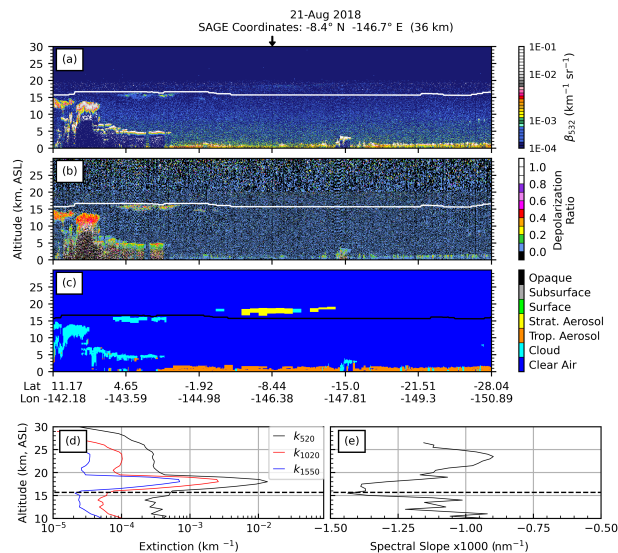 21-Aug 2018
SAGE Coordinates: -8.4° N -146.7° E (36 km)
30
25
20
15
10
5
0
(a)
1E-01
1E-02
1E-03
1E-04
β532 (km⁻¹ sr⁻¹)
Altitude (km, ASL)
25
20
15
10
5
0
(b)
1.0
0.8
0.6
0.4
0.2
0.0
Depolarization
Ratio
25
20
15
10
5
0
(c)
Opaque
Subsurface
Surface
Strat. Aerosol
Trop. Aerosol
Cloud
Clear Air
Lat 11.17 4.65 -1.92 -8.44 -15.0 -21.51 -28.04
Lon -142.18 -143.59 -144.98 -146.38 -147.81 -149.3 -150.89
Altitude (km, ASL)
30
25
20
15
10
(d)
k520
k1020
k1550
10⁻⁵ 10⁻⁴ 10⁻³ 10⁻²
Extinction (km⁻¹)
(e)
-1.50 -1.25 -1.00 -0.75 -0.50
Spectral Slope x1000 (nm⁻¹)